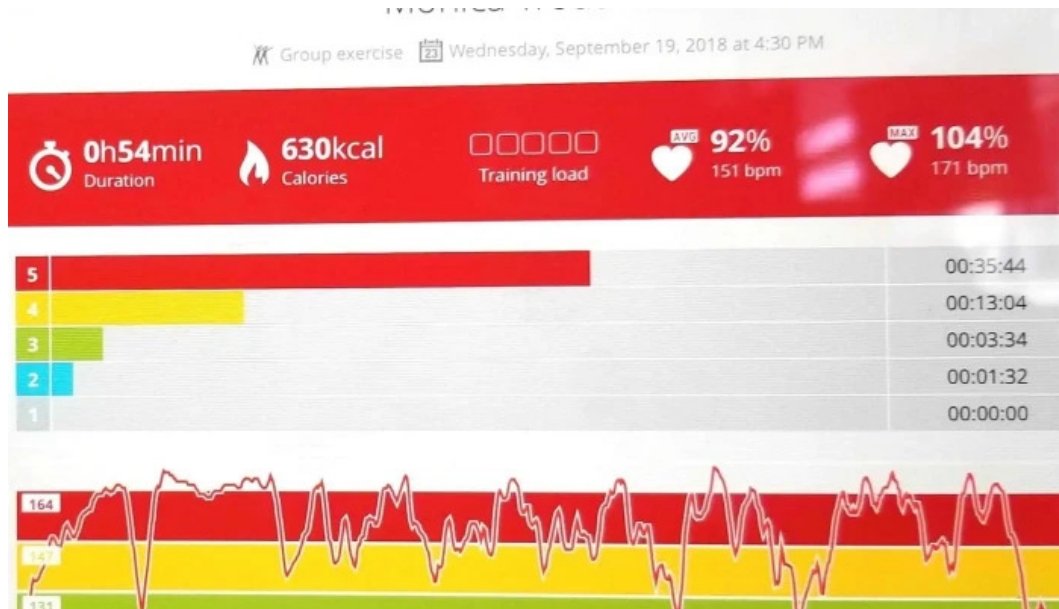 Group exercise 23 Wednesday, September 19, 2018 at 4:30 PM
0h54min
Duration
630kcal
Calories
Training load
AVG 92%
151 bpm
MAX 104%
171 bpm
5 00:35:44
4 00:13:04
3 00:03:34
2 00:01:32
1 00:00:00
164
147
131